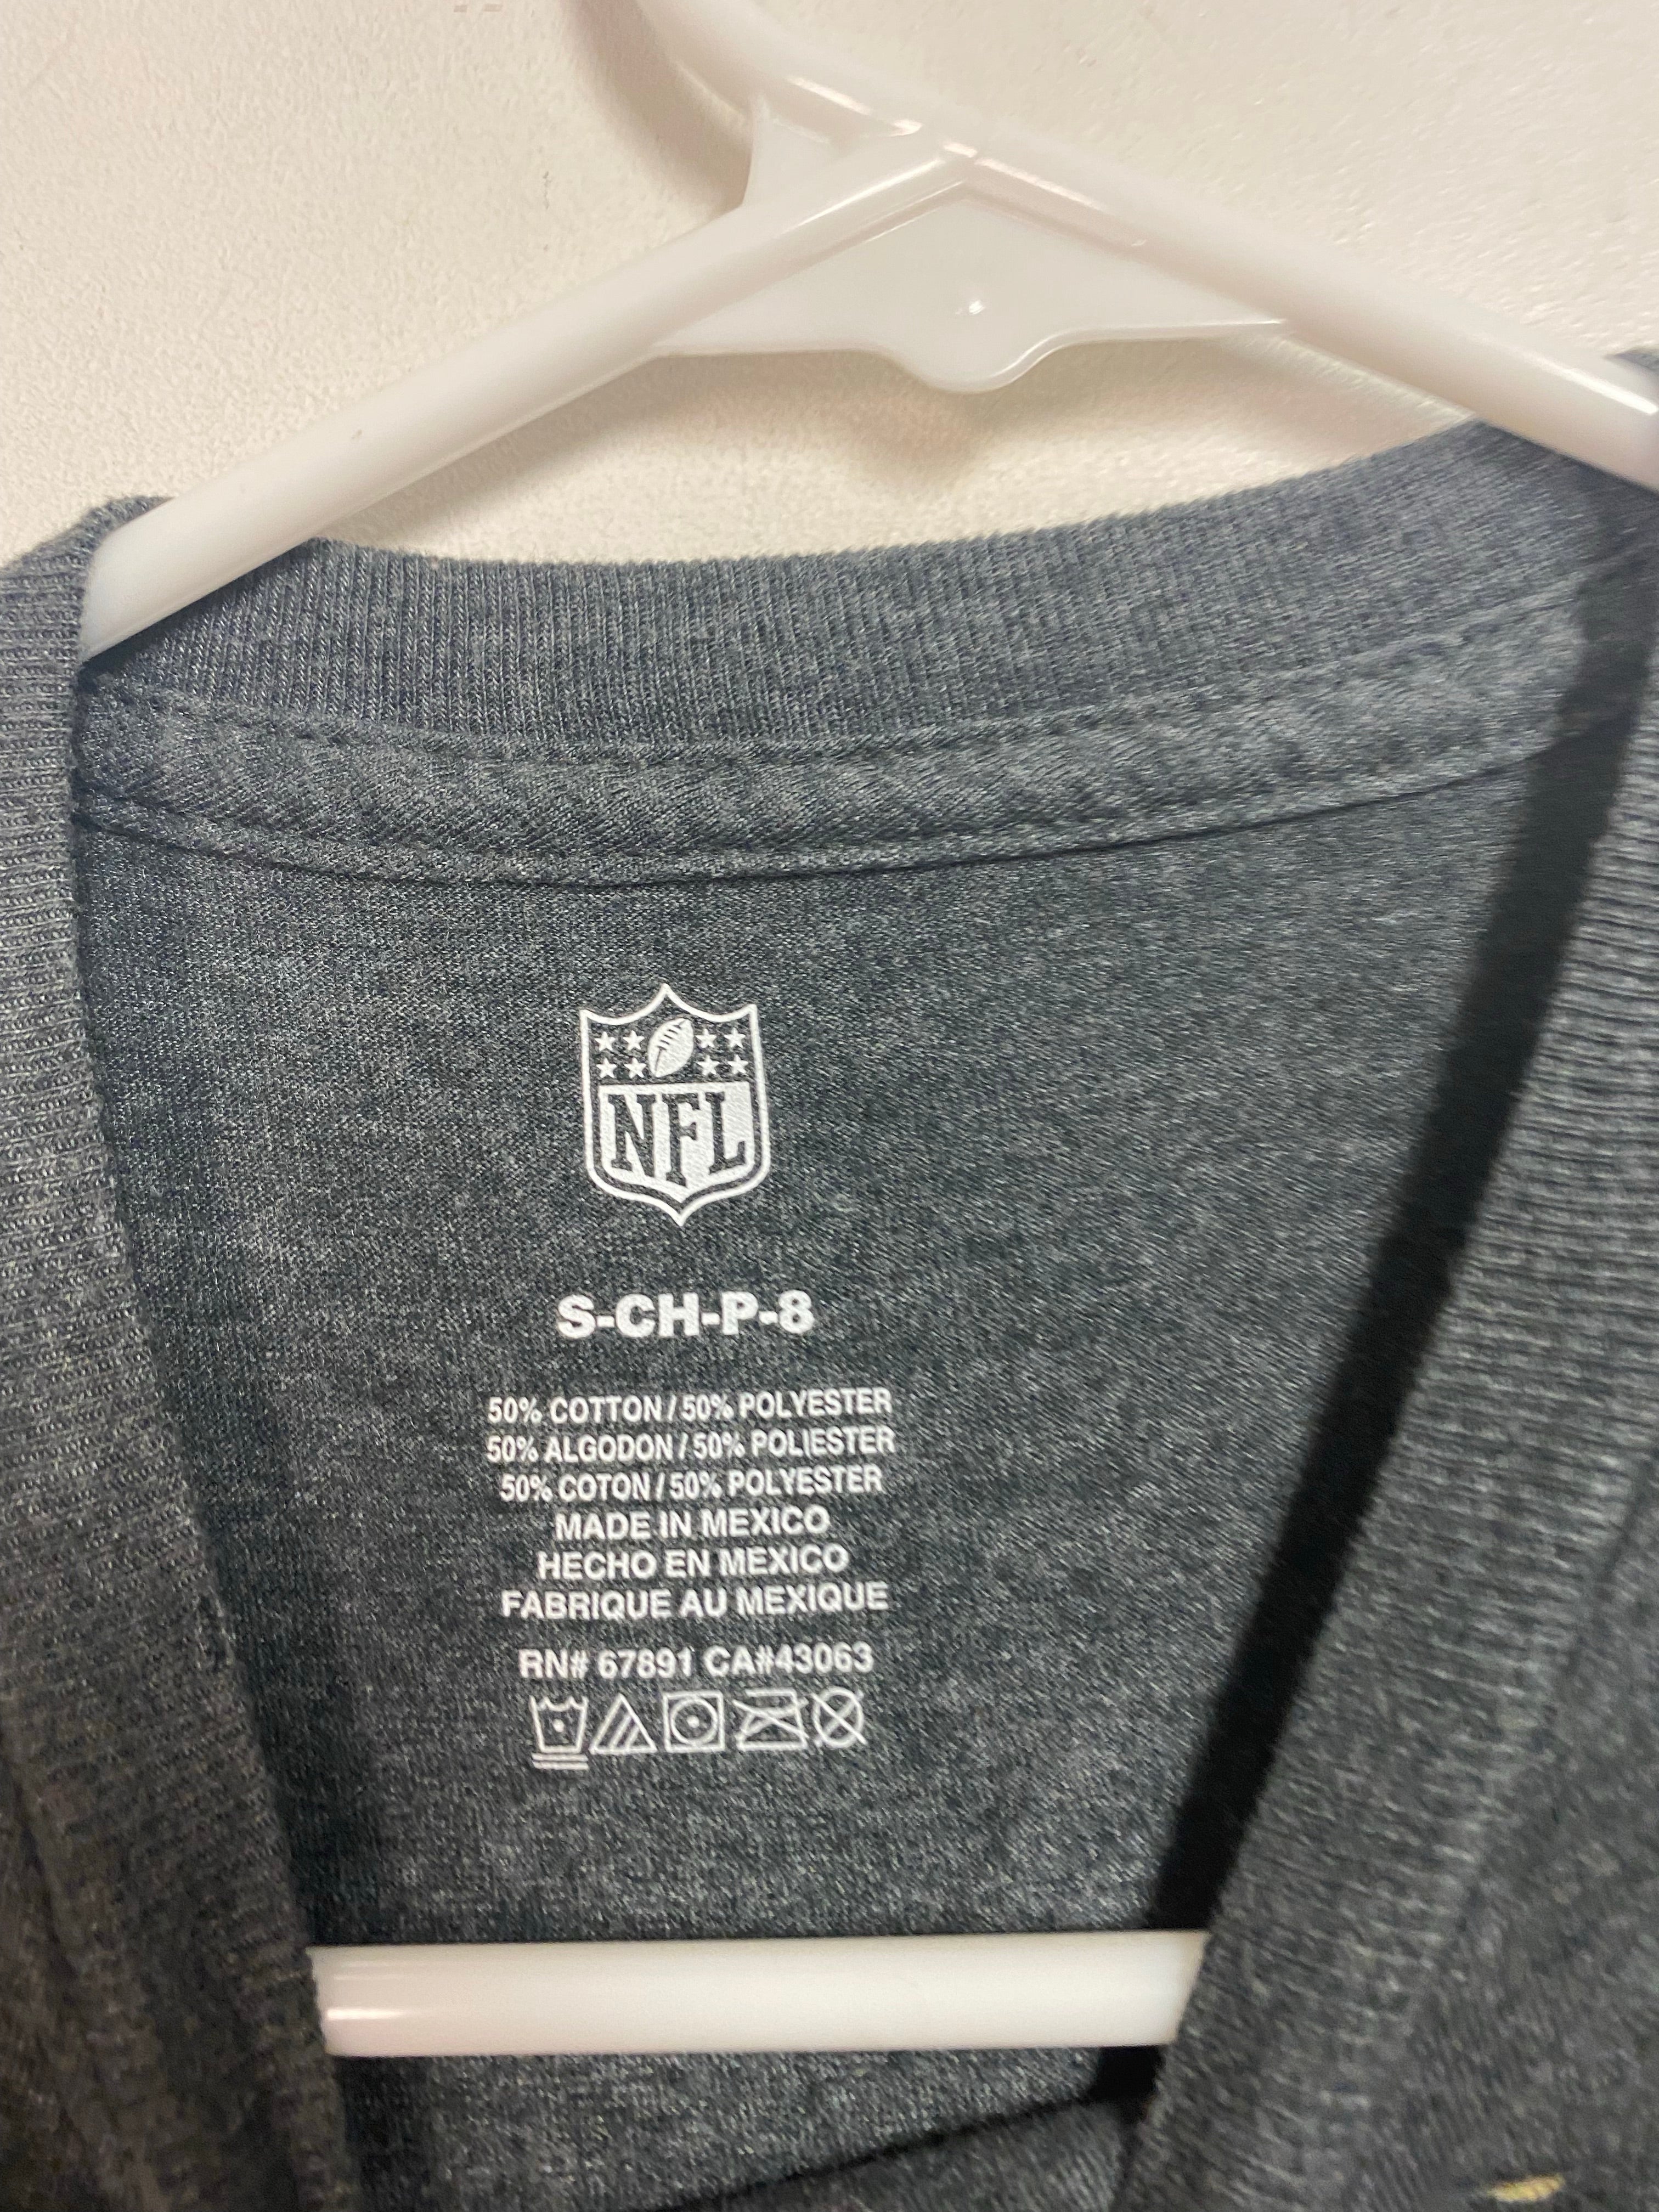 NFL
S-CH-P-8
50% COTTON / 50% POLYESTER
50% ALGODON / 50% POLIESTER
50% COTON / 50% POLYESTER
MADE IN MEXICO
HECHO EN MEXICO
FABRIQUE AU MEXIQUE
RN# 67891 CA#43063